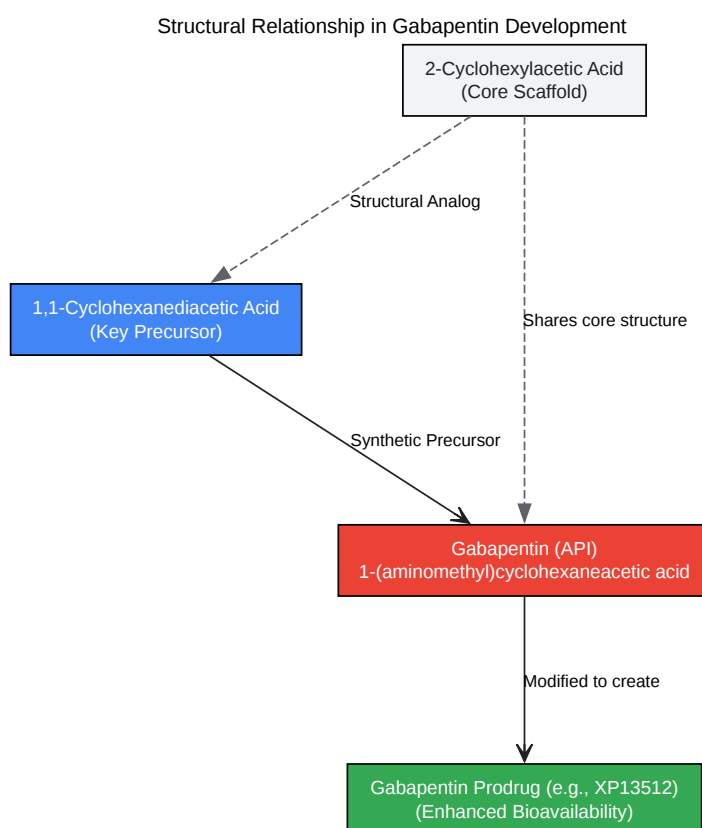 Structural Relationship in Gabapentin Development
2-Cyclohexylacetic Acid
(Core Scaffold)
Structural Analog
1,1-Cyclohexanediacetic Acid
(Key Precursor)
Shares core structure
Synthetic Precursor
Gabapentin (API)
1-(aminomethyl)cyclohexaneacetic acid
Modified to create
Gabapentin Prodrug (e.g., XP13512)
(Enhanced Bioavailability)